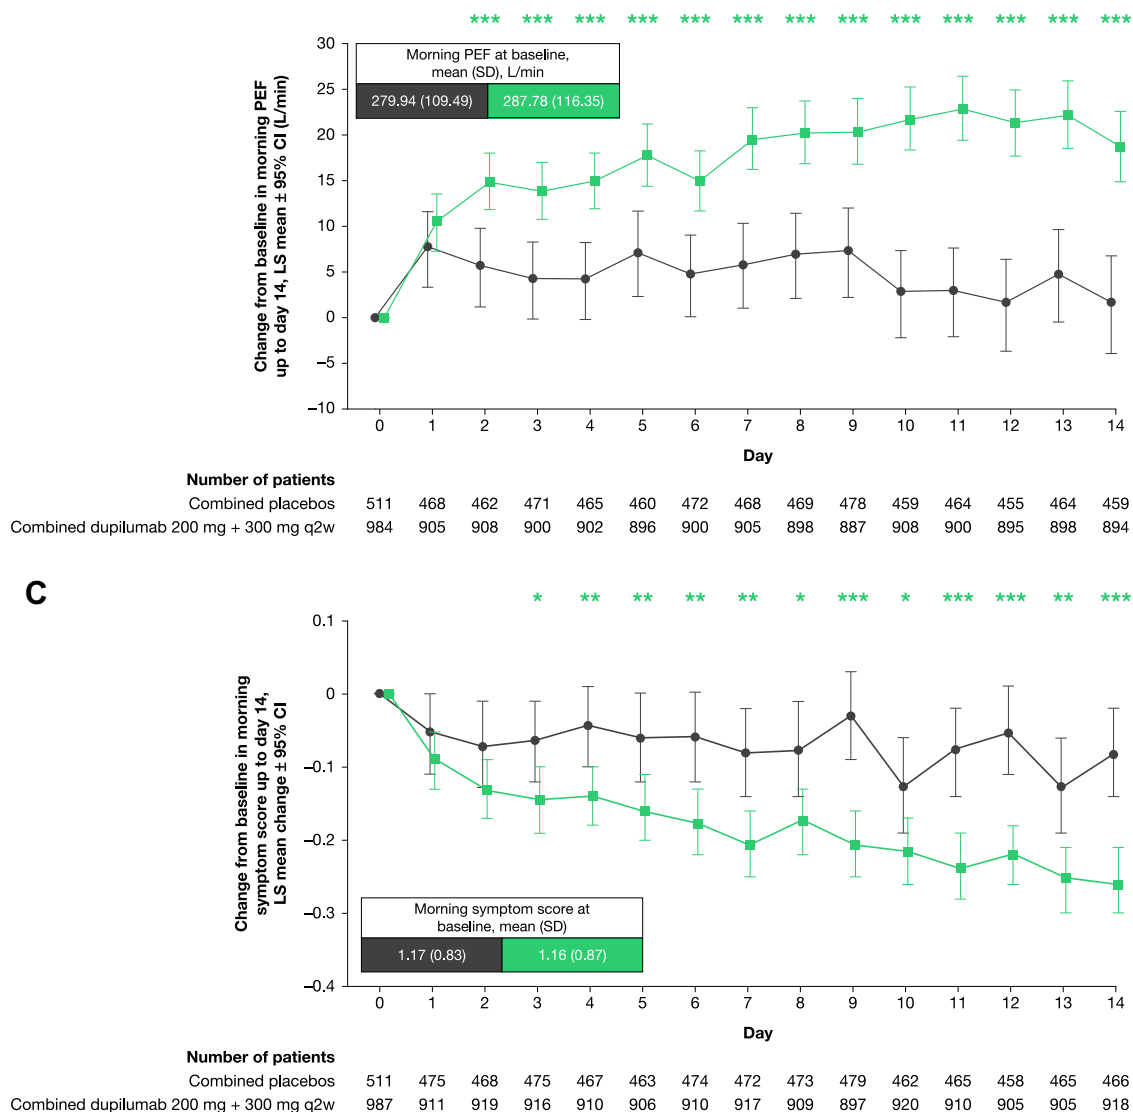 *** *** *** *** *** *** *** *** *** *** *** *** ***
30
25
20
15
10
5
0
–5
–10
Change from baseline in morning PEF
up to day 14, LS mean ± 95% CI (L/min)
Morning PEF at baseline,
mean (SD), L/min
279.94 (109.49) 287.78 (116.35)
0 1 2 3 4 5 6 7 8 9 10 11 12 13 14
Day
Number of patients
Combined placebos 511 468 462 471 465 460 472 468 469 478 459 464 455 464 459
Combined dupilumab 200 mg + 300 mg q2w 984 905 908 900 902 896 900 905 898 887 908 900 895 898 894
C
* ** ** ** ** * *** * *** *** ** ***
0.1
0
–0.1
–0.2
–0.3
–0.4
Change from baseline in morning
symptom score up to day 14,
LS mean change ± 95% CI
Morning symptom score at
baseline, mean (SD)
1.17 (0.83) 1.16 (0.87)
0 1 2 3 4 5 6 7 8 9 10 11 12 13 14
Day
Number of patients
Combined placebos 511 475 468 475 467 463 474 472 473 479 462 465 458 465 466
Combined dupilumab 200 mg + 300 mg q2w 987 911 919 916 910 906 910 917 909 897 920 910 905 905 918